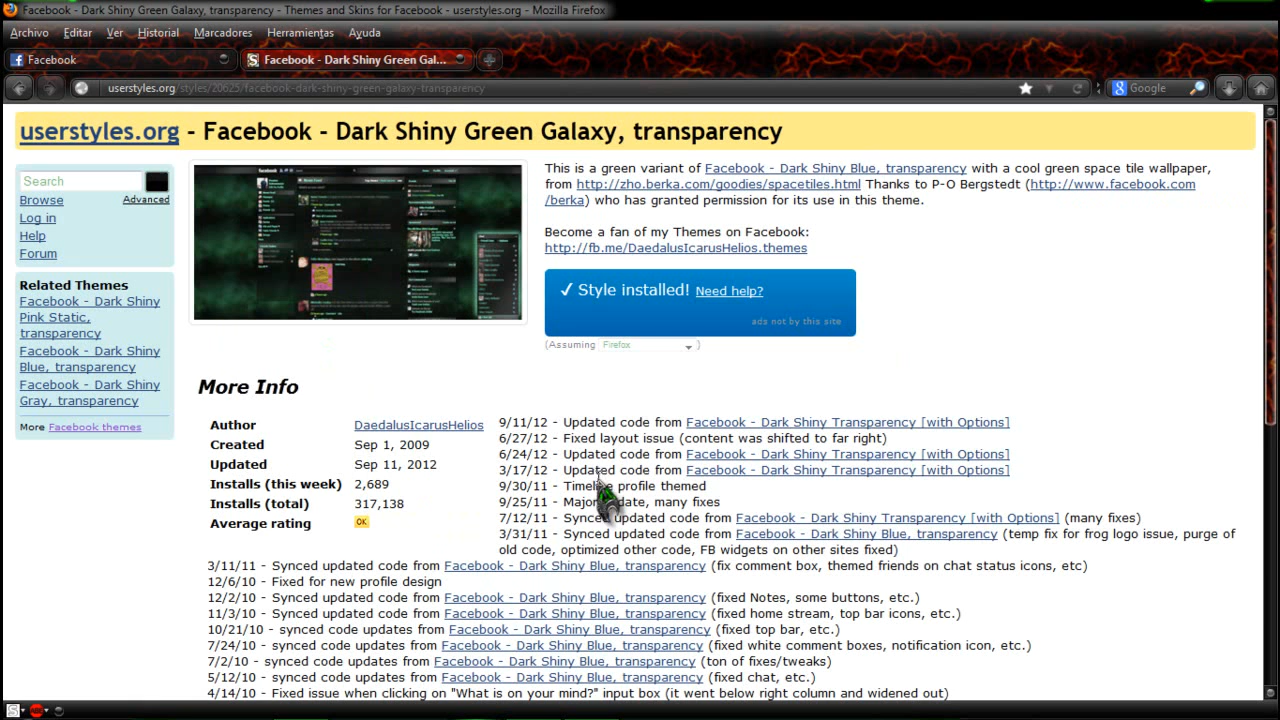 Facebook - Dark Shiny Green Galaxy, transparency - Themes and Skins for Facebook - userstyles.org - Mozilla Firefox
Archivo Editar Ver Historial Marcadores Herramientas Ayuda
Facebook Facebook - Dark Shiny Green Gal...
userstyles.org/styles/20625/facebook-dark-shiny-green-galaxy-transparency Google
userstyles.org - Facebook - Dark Shiny Green Galaxy, transparency
Search
Advanced
Browse
Log in
Help
Forum
Related Themes
Facebook - Dark Shiny
Pink Static,
transparency
Facebook - Dark Shiny
Blue, transparency
Facebook - Dark Shiny
Gray, transparency
More Facebook themes
This is a green variant of Facebook - Dark Shiny Blue, transparency with a cool green space tile wallpaper,
from http://zho.berka.com/goodies/spacetiles.html Thanks to P-O Bergstedt (http://www.facebook.com
/berka) who has granted permission for its use in this theme.
Become a fan of my Themes on Facebook:
http://fb.me/DaedalusIcarusHelios.themes
✓ Style installed! Need help?
ads not by this site
(Assuming Firefox )
More Info
Author DaedalusIcarusHelios
Created Sep 1, 2009
Updated Sep 11, 2012
Installs (this week) 2,689
Installs (total) 317,138
Average rating OK
9/11/12 - Updated code from Facebook - Dark Shiny Transparency [with Options]
6/27/12 - Fixed layout issue (content was shifted to far right)
6/24/12 - Updated code from Facebook - Dark Shiny Transparency [with Options]
3/17/12 - Updated code from Facebook - Dark Shiny Transparency [with Options]
9/30/11 - Timeline profile themed
9/25/11 - Major update, many fixes
7/12/11 - Synced updated code from Facebook - Dark Shiny Transparency [with Options] (many fixes)
3/31/11 - Synced updated code from Facebook - Dark Shiny Blue, transparency (temp fix for frog logo issue, purge of
old code, optimized other code, FB widgets on other sites fixed)
3/11/11 - Synced updated code from Facebook - Dark Shiny Blue, transparency (fix comment box, themed friends on chat status icons, etc)
12/6/10 - Fixed for new profile design
12/2/10 - Synced updated code from Facebook - Dark Shiny Blue, transparency (fixed Notes, some buttons, etc.)
11/3/10 - Synced updated code from Facebook - Dark Shiny Blue, transparency (fixed home stream, top bar icons, etc.)
10/21/10 - synced code updates from Facebook - Dark Shiny Blue, transparency (fixed top bar, etc.)
7/24/10 - synced code updates from Facebook - Dark Shiny Blue, transparency (fixed white comment boxes, notification icon, etc.)
7/2/10 - synced code updates from Facebook - Dark Shiny Blue, transparency (ton of fixes/tweaks)
5/12/10 - synced code updates from Facebook - Dark Shiny Blue, transparency (fixed chat, etc.)
4/14/10 - Fixed issue when clicking on "What is on your mind?" input box (it went below right column and widened out)